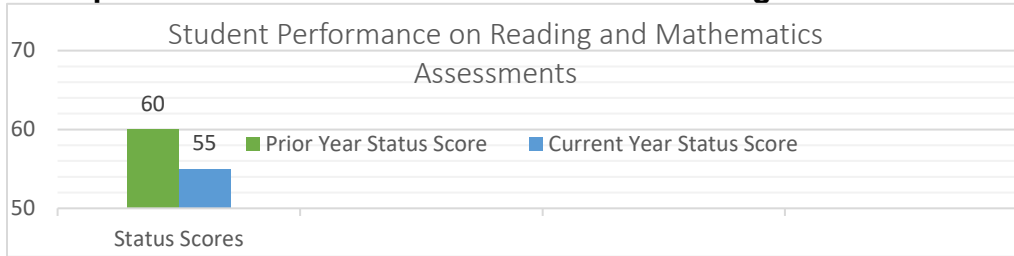 Student Performance on Reading and Mathematics
Assessments
70
60
60
55
Prior Year Status Score
Current Year Status Score
50
Status Scores